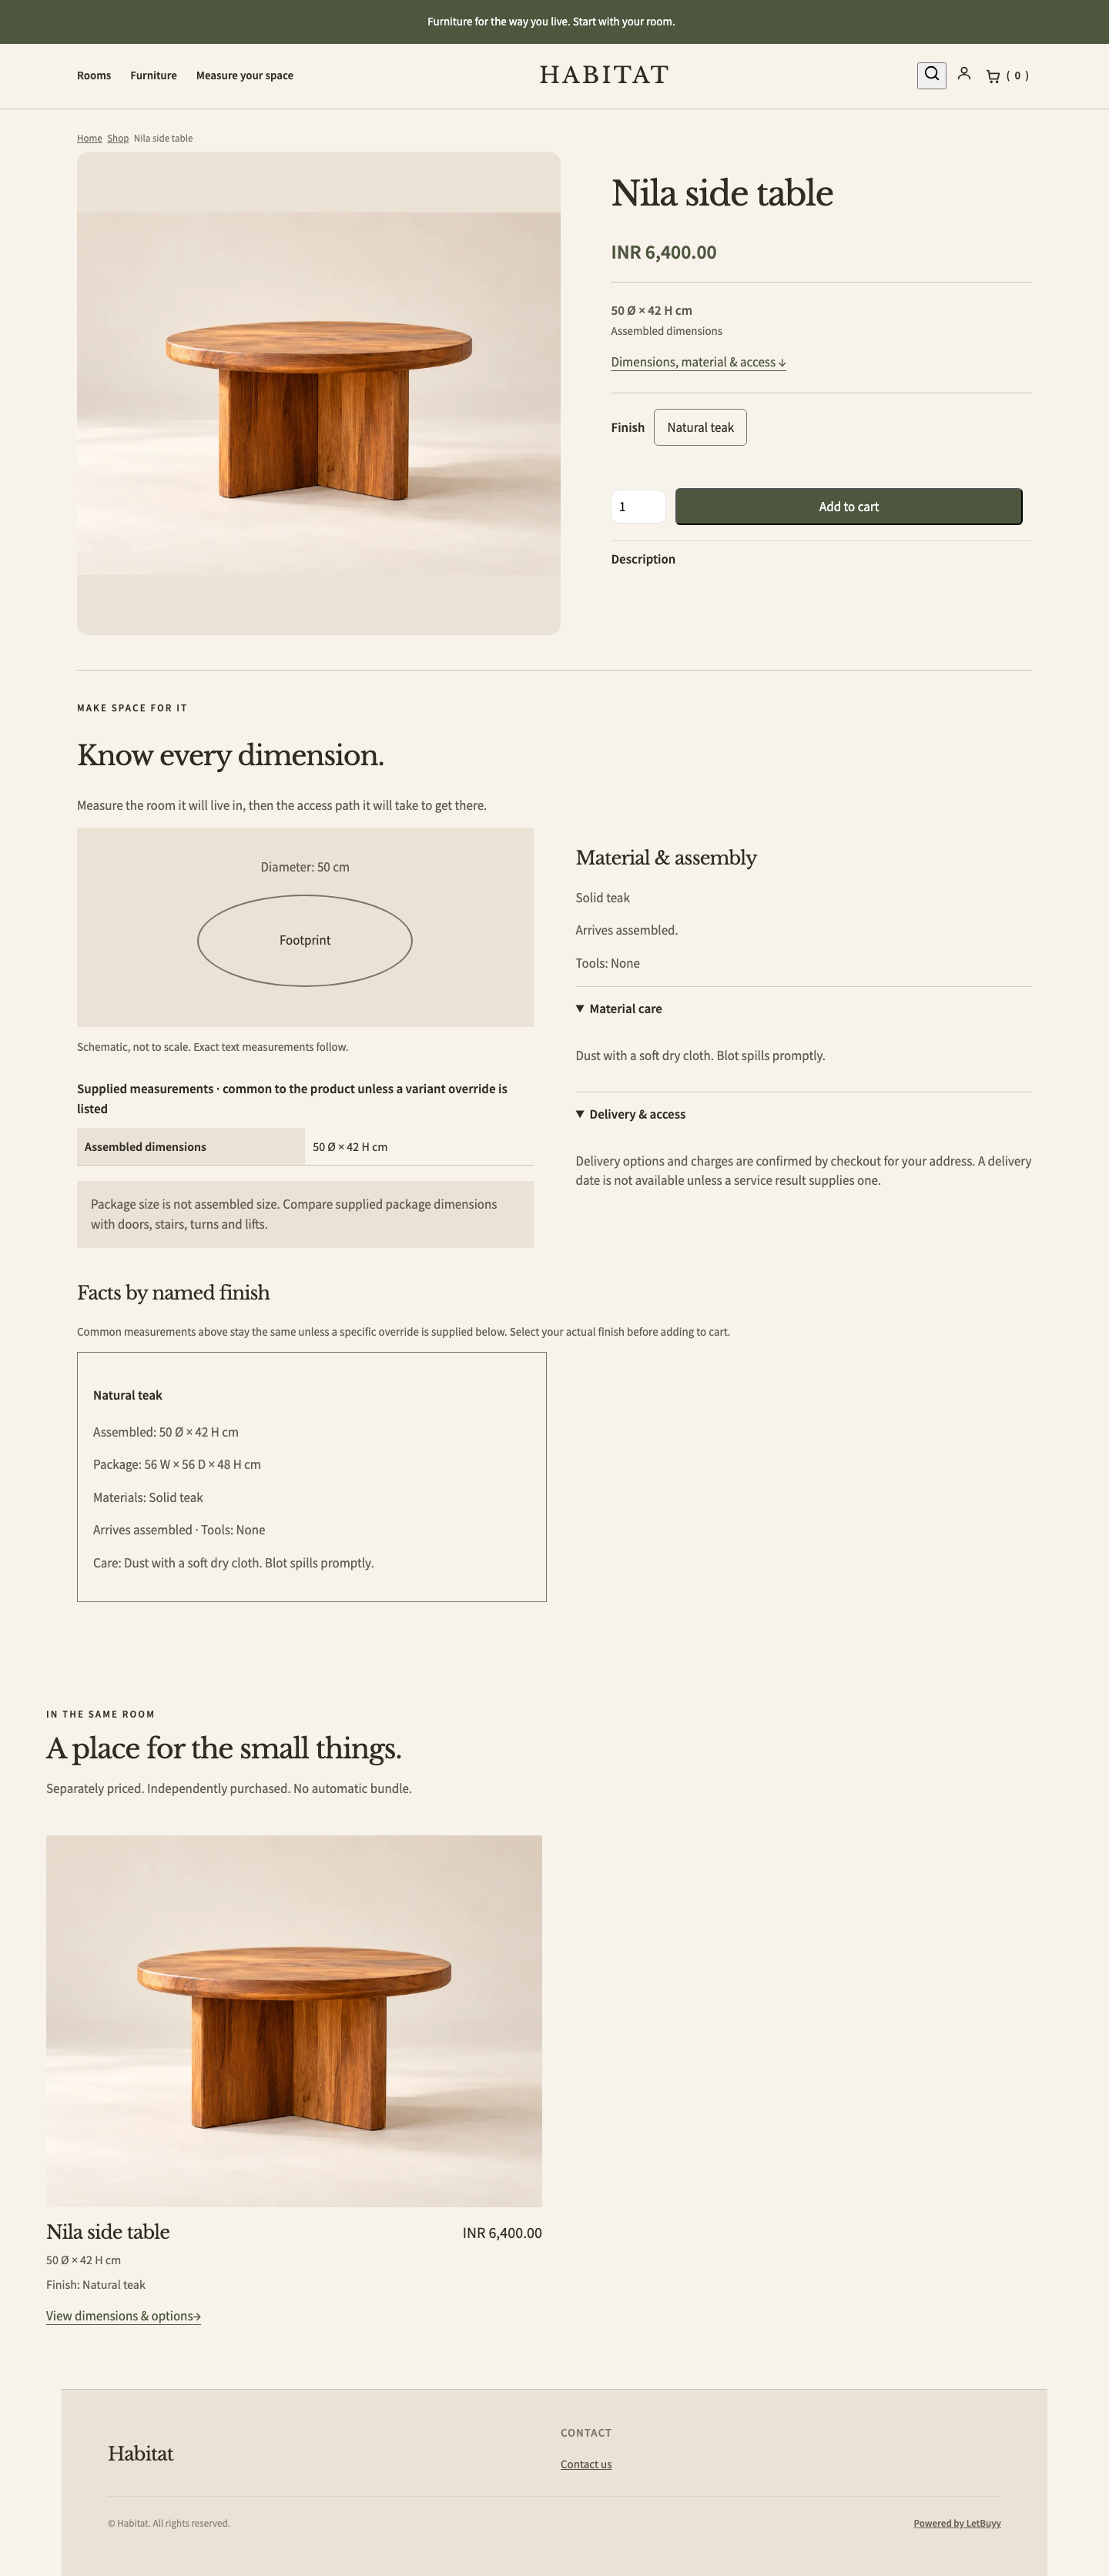 Furniture for the way you live. Start with your room.
Rooms Furniture Measure your space
HABITAT
( 0 )
Home Shop Nila side table
Nila side table
INR 6,400.00
50 Ø × 42 H cm
Assembled dimensions
Dimensions, material & access ↓
Finish Natural teak
1 Add to cart
Description
MAKE SPACE FOR IT
Know every dimension.
Measure the room it will live in, then the access path it will take to get there.
Diameter: 50 cm
Footprint
Schematic, not to scale. Exact text measurements follow.
Supplied measurements · common to the product unless a variant override is
listed
Assembled dimensions 50 Ø × 42 H cm
Package size is not assembled size. Compare supplied package dimensions
with doors, stairs, turns and lifts.
Material & assembly
Solid teak
Arrives assembled.
Tools: None
▼ Material care
Dust with a soft dry cloth. Blot spills promptly.
▼ Delivery & access
Delivery options and charges are confirmed by checkout for your address. A delivery
date is not available unless a service result supplies one.
Facts by named finish
Common measurements above stay the same unless a specific override is supplied below. Select your actual finish before adding to cart.
Natural teak
Assembled: 50 Ø × 42 H cm
Package: 56 W × 56 D × 48 H cm
Materials: Solid teak
Arrives assembled · Tools: None
Care: Dust with a soft dry cloth. Blot spills promptly.
IN THE SAME ROOM
A place for the small things.
Separately priced. Independently purchased. No automatic bundle.
Nila side table INR 6,400.00
50 Ø × 42 H cm
Finish: Natural teak
View dimensions & options→
Habitat
CONTACT
Contact us
© Habitat. All rights reserved.
Powered by LetBuyy